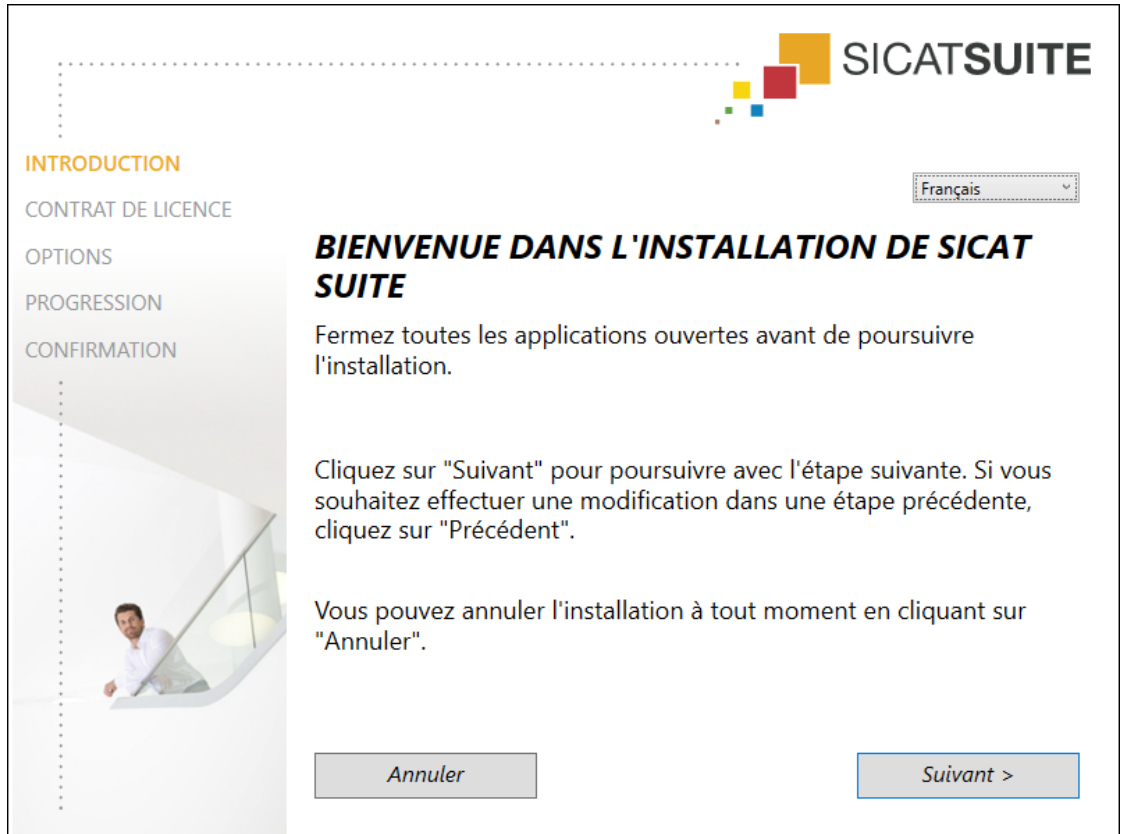 SICATSUITE
INTRODUCTION
CONTRAT DE LICENCE
OPTIONS
PROGRESSION
CONFIRMATION
Français
BIENVENUE DANS L'INSTALLATION DE SICAT
SUITE
Fermez toutes les applications ouvertes avant de poursuivre
l'installation.
Cliquez sur "Suivant" pour poursuivre avec l'étape suivante. Si vous
souhaitez effectuer une modification dans une étape précédente,
cliquez sur "Précédent".
Vous pouvez annuler l'installation à tout moment en cliquant sur
"Annuler".
Annuler
Suivant >